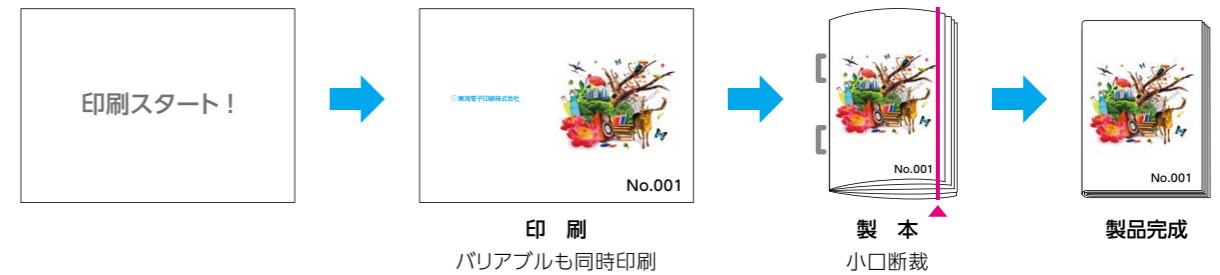 印刷スタート！
東海電子印刷株式会社
No.001
印　刷
バリアブルも同時印刷
No.001
製　本
小口断裁
No.001
製品完成